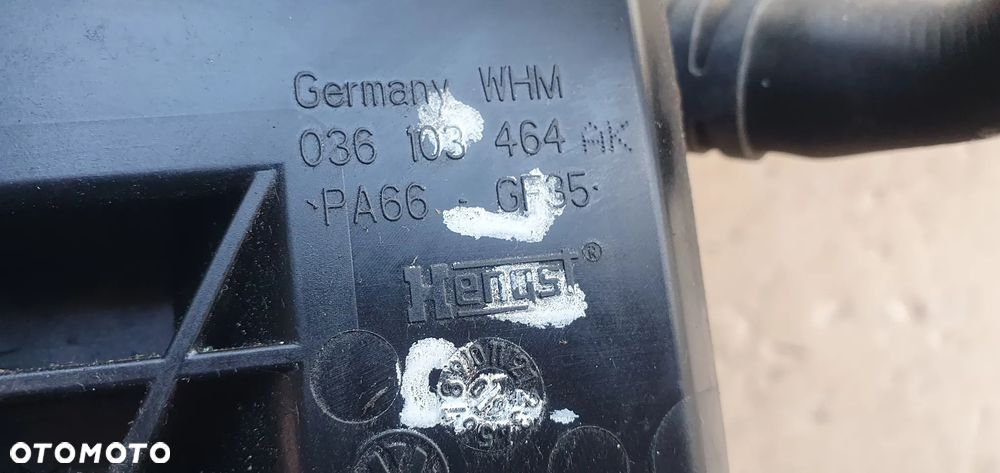 Germany WHM
036 103 464 AK
·PA66 - GF35·
Hengst®
OTOMOTO